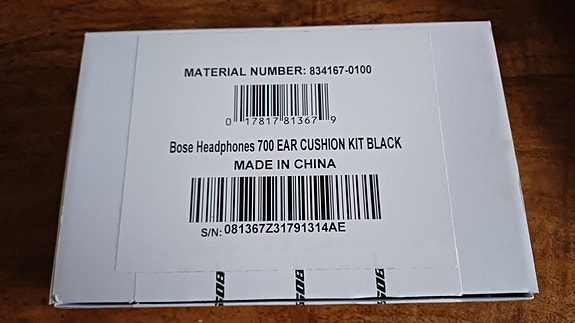 MATERIAL NUMBER: 834167-0100
0 17817 81367 9
Bose Headphones 700 EAR CUSHION KIT BLACK
MADE IN CHINA
S/N: 081367Z31791314AE